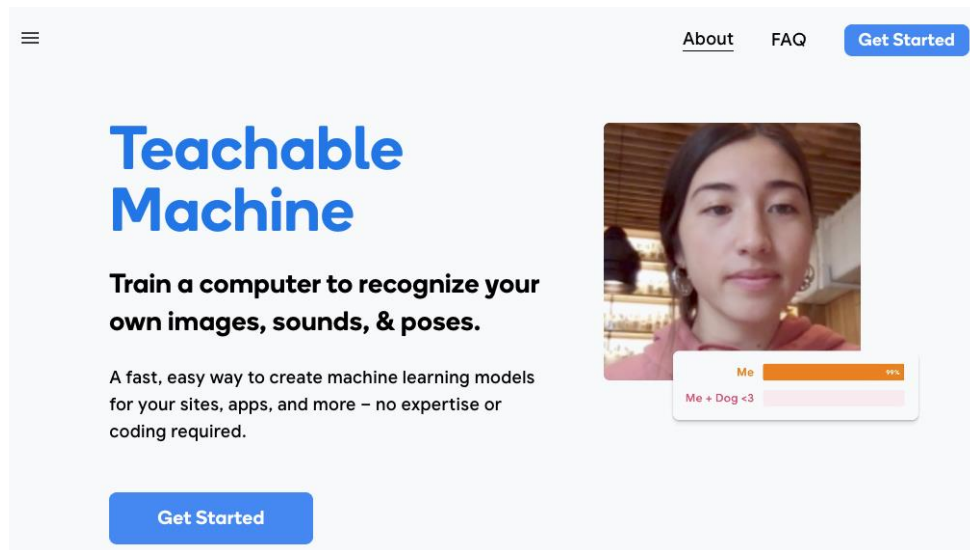 About FAQ Get Started
Teachable
Machine
Train a computer to recognize your
own images, sounds, & poses.
A fast, easy way to create machine learning models
for your sites, apps, and more – no expertise or
coding required.
Me 99%
Me + Dog <3
Get Started